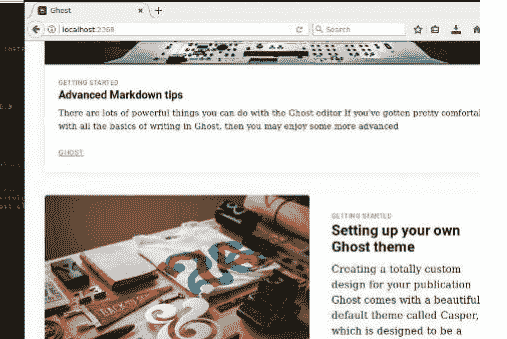 Ghost
localhost:2368
Search
GETTING STARTED
Advanced Markdown tips
There are lots of powerful things you can do with the Ghost editor If you've gotten pretty comfortal
with all the basics of writing in Ghost, then you may enjoy some more advanced
GHOST
GETTING STARTED
Setting up your own
Ghost theme
Creating a totally custom
design for your publication
Ghost comes with a beautiful
default theme called Casper,
which is designed to be a